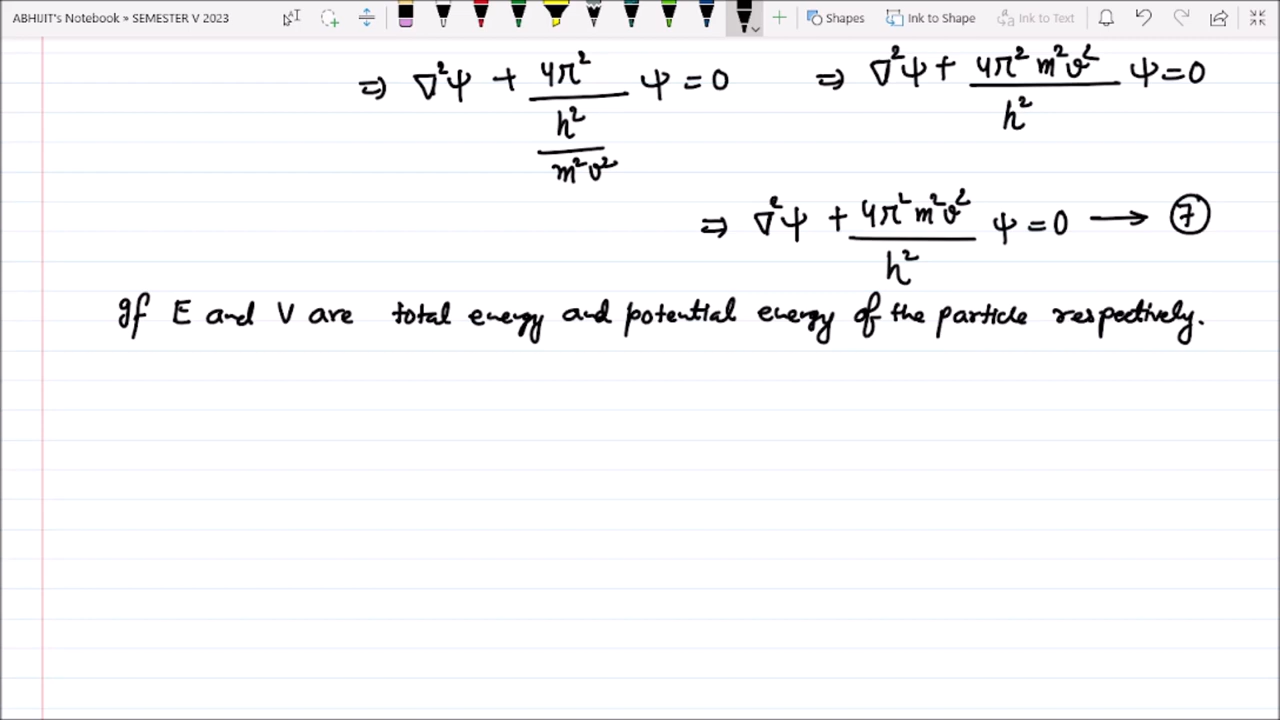 ABHIJIT's Notebook » SEMESTER V 2023 Shapes Ink to Shape Ink to Text
⇒ ∇²ψ + 4π²/(h²/m²v²) ψ = 0 ⇒ ∇²ψ + 4π²m²v²/h² ψ = 0
⇒ ∇²ψ + 4π²m²v²/h² ψ = 0 → ⑦
If E and V are total energy and potential energy of the particle respectively.